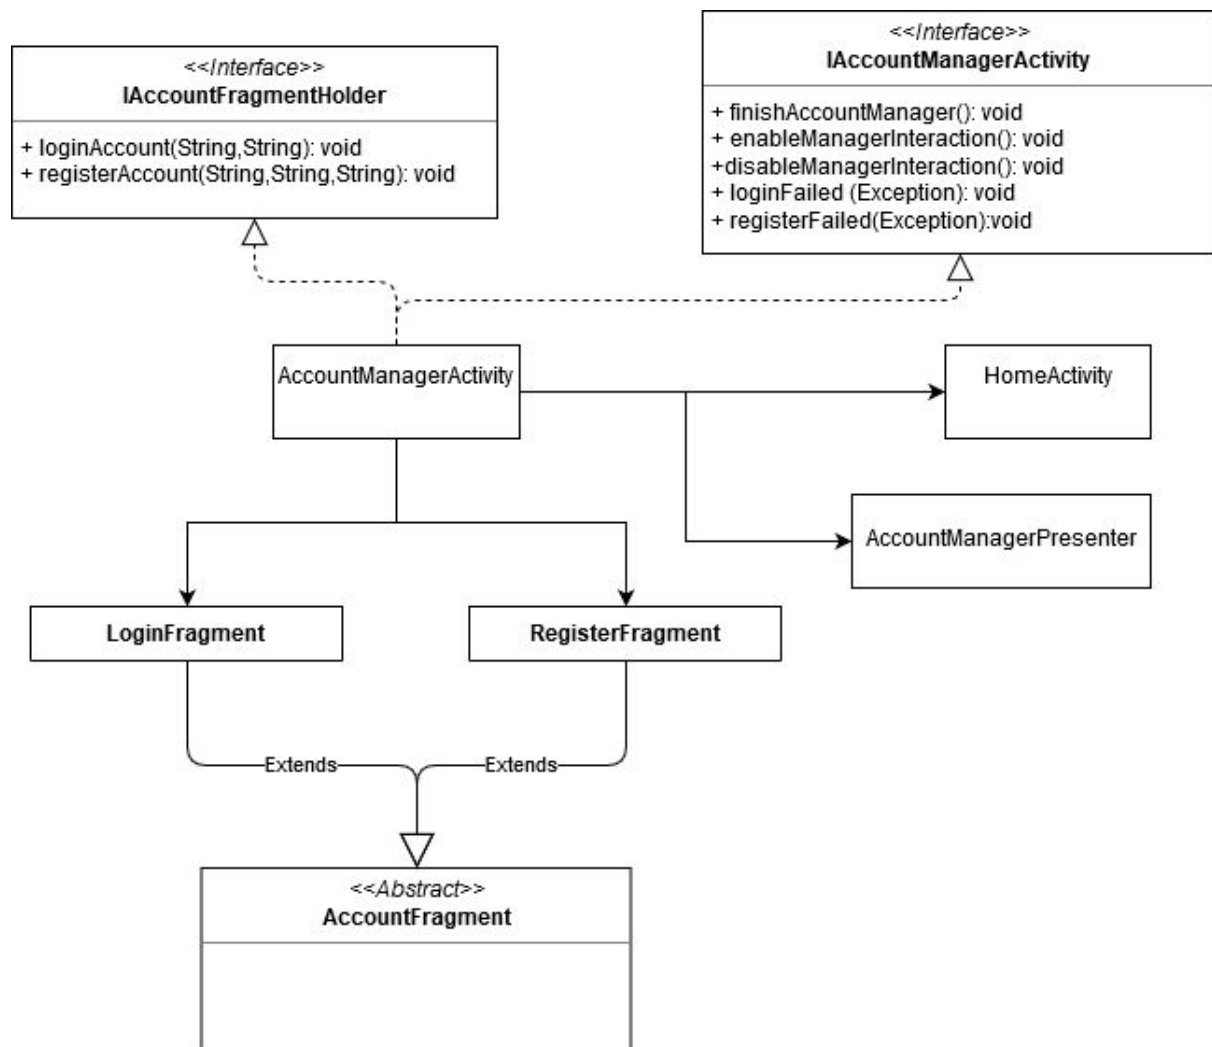 <<Interface>>
IAccountFragmentHolder
+ loginAccount(String,String): void
+ registerAccount(String,String,String): void
<<Interface>>
IAccountManagerActivity
+ finishAccountManager(): void
+ enableManagerInteraction(): void
+disableManagerInteraction(): void
+ loginFailed (Exception): void
+ registerFailed(Exception):void
AccountManagerActivity
HomeActivity
AccountManagerPresenter
LoginFragment
RegisterFragment
Extends
Extends
<<Abstract>>
AccountFragment